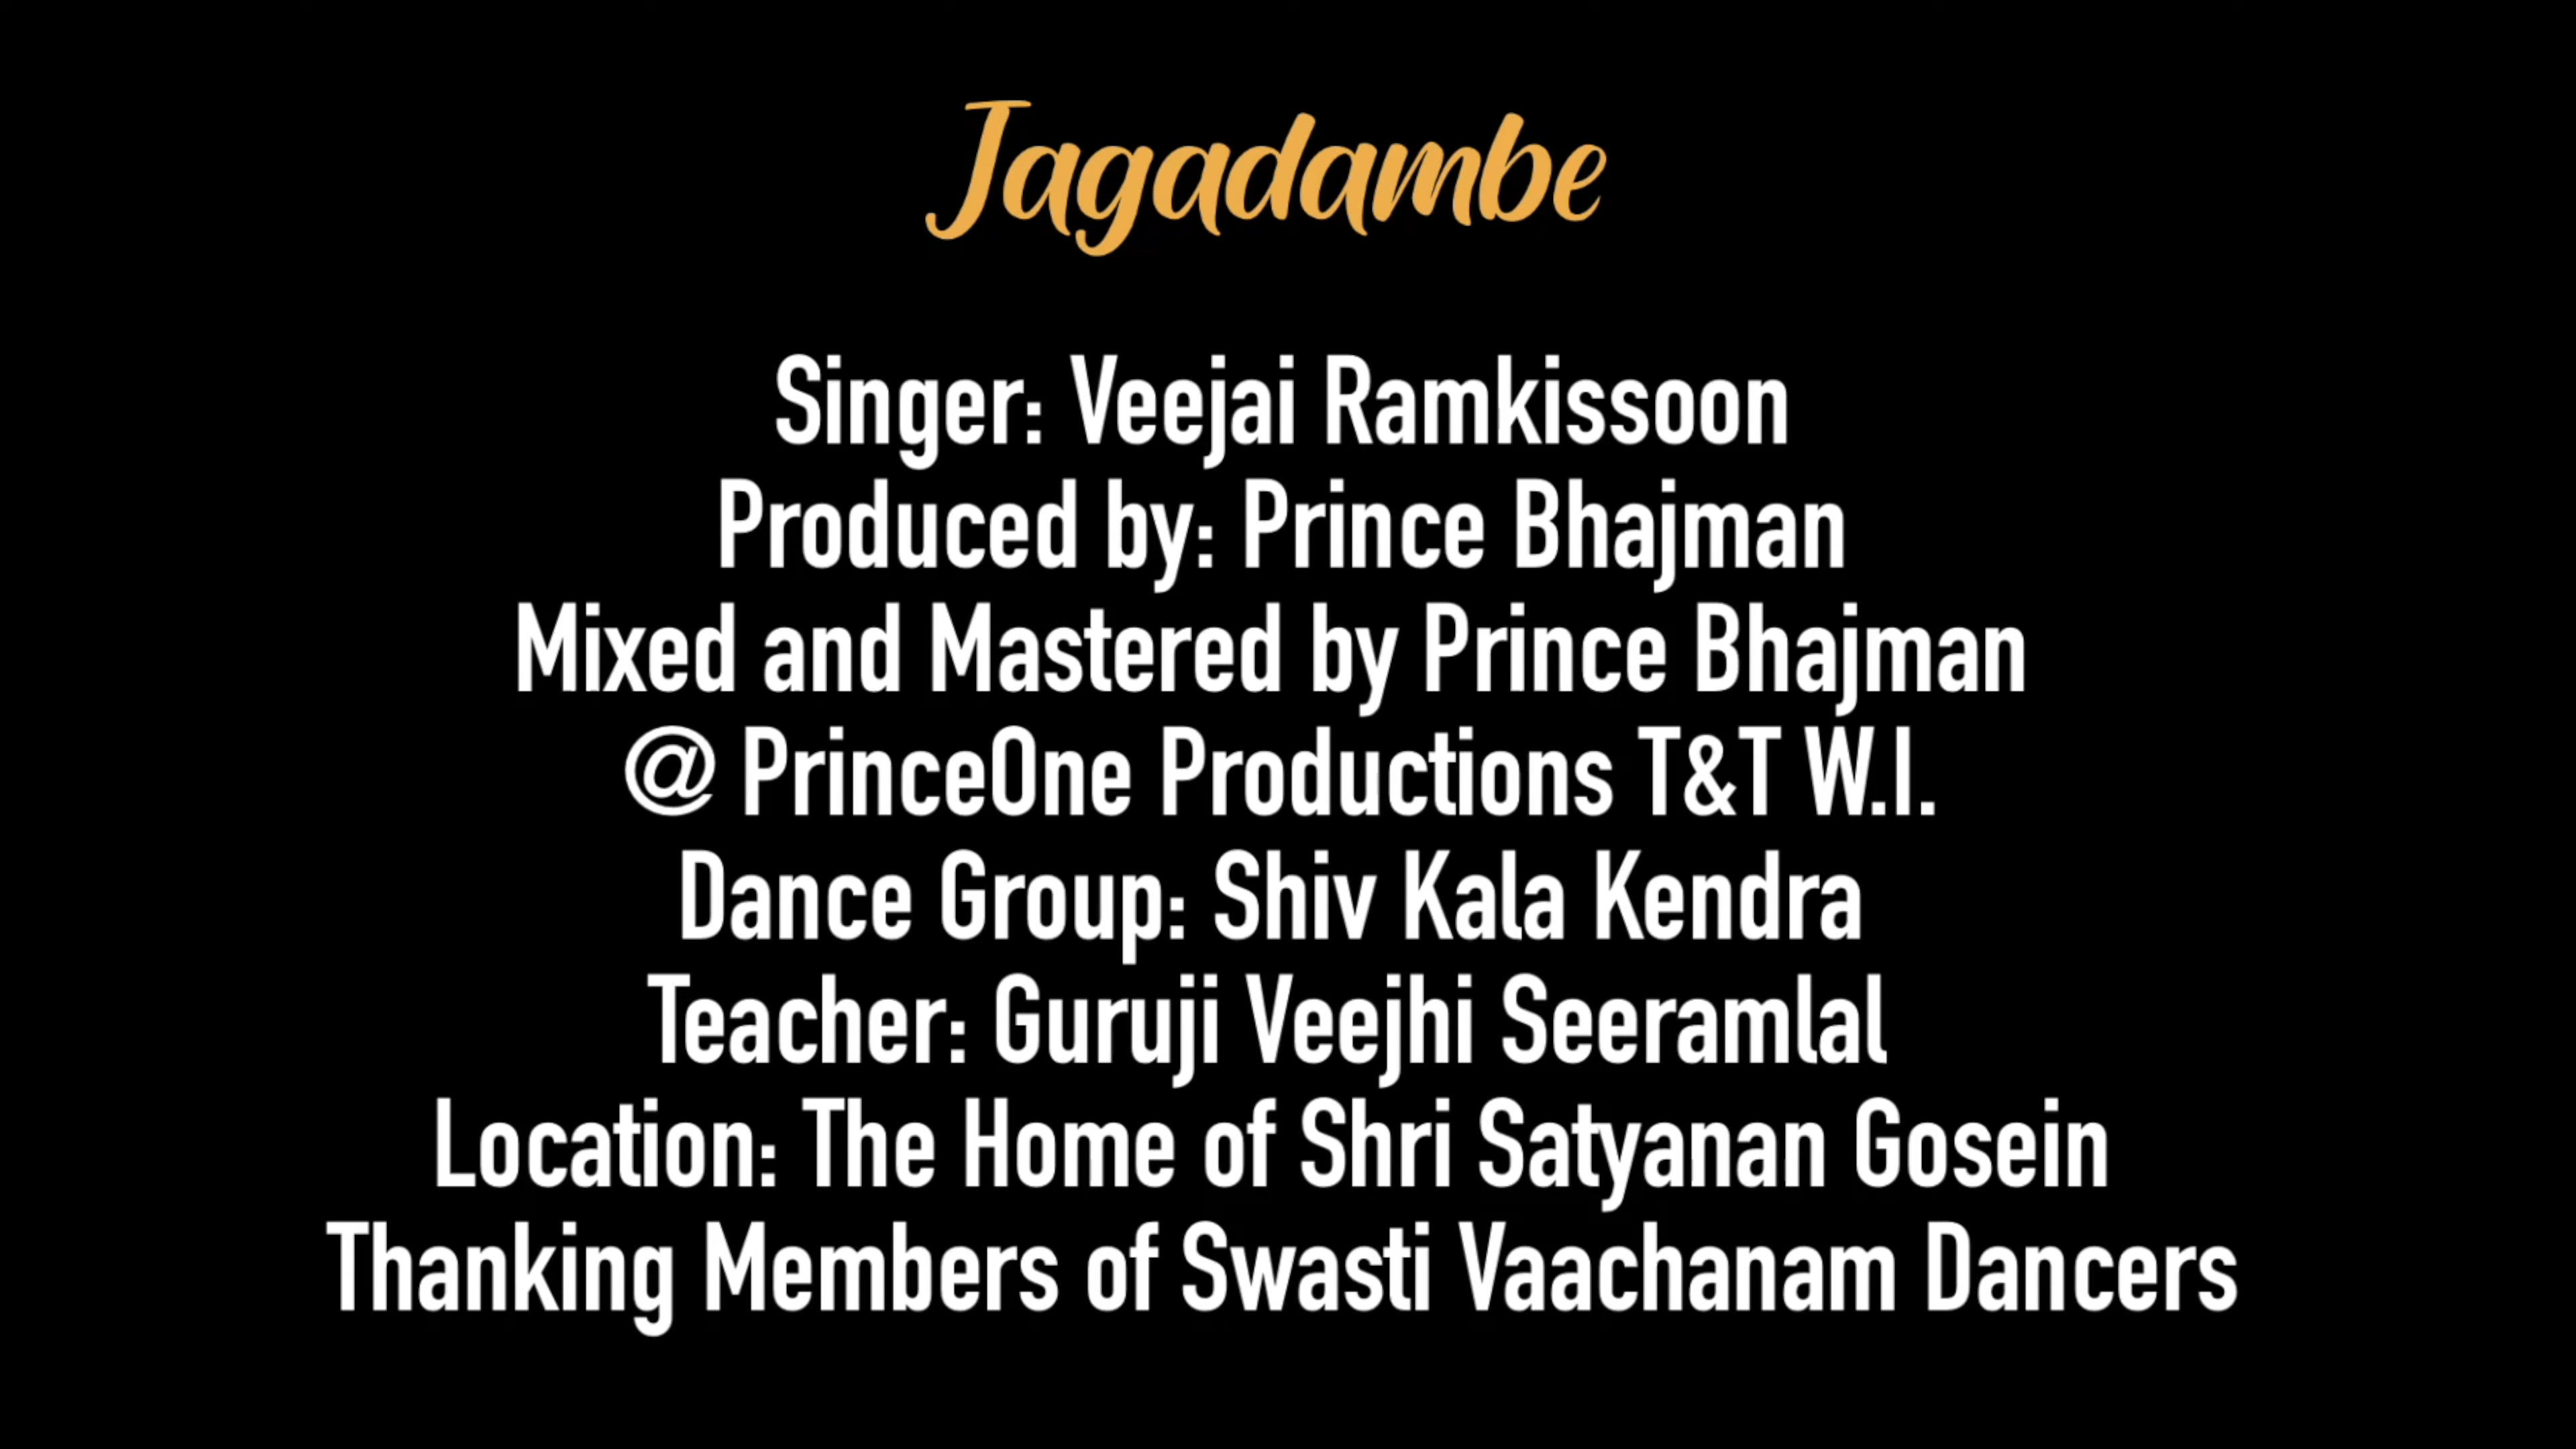 Jagadambe
Singer: Veejai Ramkissoon
Produced by: Prince Bhajman
Mixed and Mastered by Prince Bhajman
@ PrinceOne Productions T&T W.I.
Dance Group: Shiv Kala Kendra
Teacher: Guruji Veejhi Seeramlal
Location: The Home of Shri Satyanan Gosein
Thanking Members of Swasti Vaachanam Dancers